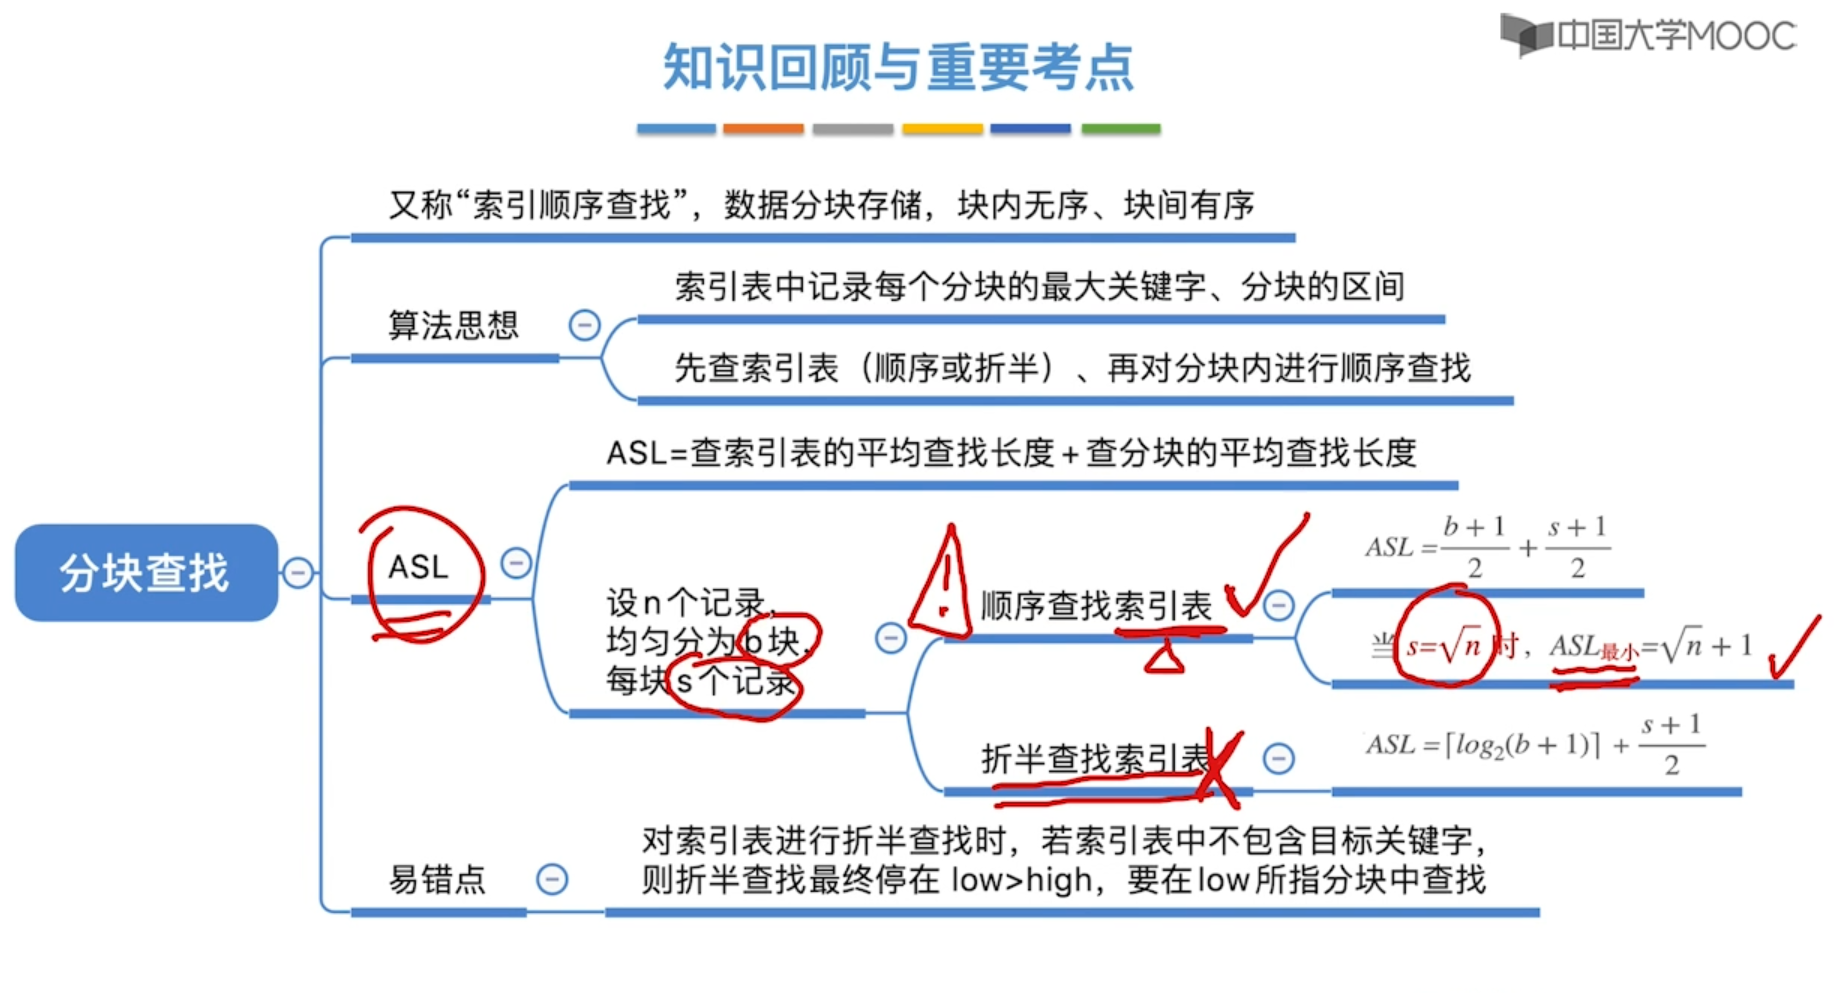 中国大学MOOC
知识回顾与重要考点
又称“索引顺序查找”，数据分块存储，块内无序、块间有序
算法思想
索引表中记录每个分块的最大关键字、分块的区间
先查索引表（顺序或折半）、再对分块内进行顺序查找
分块查找
ASL
ASL=查索引表的平均查找长度+查分块的平均查找长度
设n个记录，
均匀分为b块，
每块s个记录
顺序查找索引表
ASL = (b + 1)/2 + (s + 1)/2
当 s=√n 时，ASL最小=√n + 1
折半查找索引表
ASL = ⌈log₂(b + 1)⌉ + (s + 1)/2
易错点
对索引表进行折半查找时，若索引表中不包含目标关键字，
则折半查找最终停在 low>high，要在low所指分块中查找